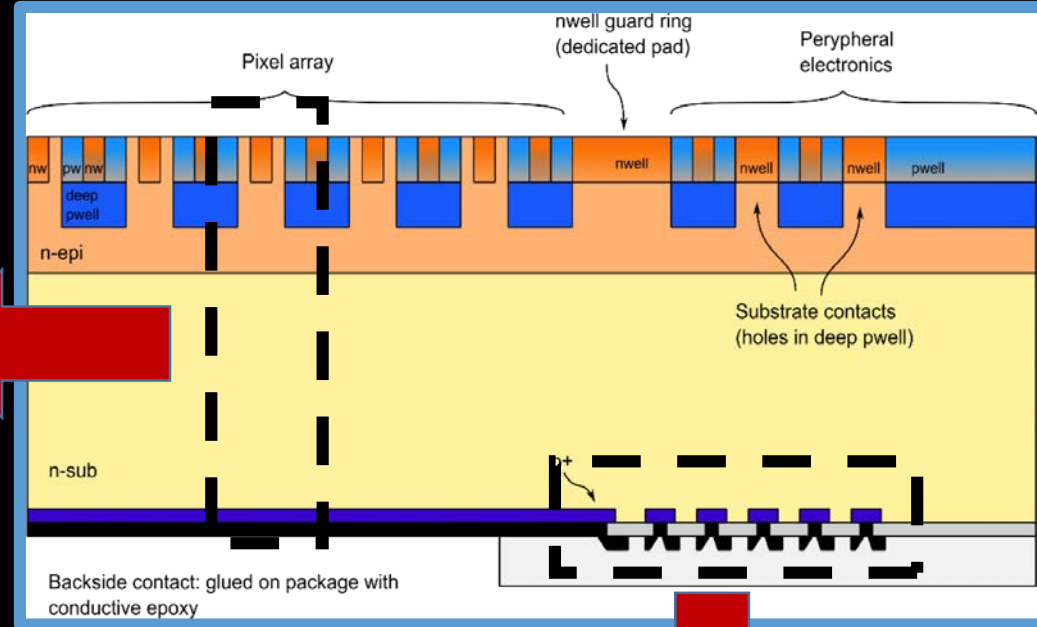 nwell guard ring
(dedicated pad)
Perypheral
electronics
Pixel array
nw
pw
nw
nwell
nwell
nwell
pwell
deep
pwell
n-epi
Substrate contacts
(holes in deep pwell)
n-sub
p+
Backside contact: glued on package with
conductive epoxy